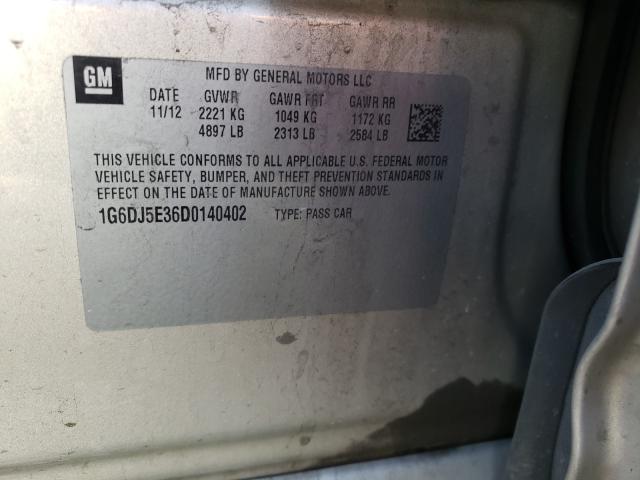 GM
MFD BY GENERAL MOTORS LLC
DATE GVWR GAWR FRT GAWR RR
11/12 2221 KG 1049 KG 1172 KG
4897 LB 2313 LB 2584 LB
THIS VEHICLE CONFORMS TO ALL APPLICABLE U.S. FEDERAL MOTOR
VEHICLE SAFETY, BUMPER, AND THEFT PREVENTION STANDARDS IN
EFFECT ON THE DATE OF MANUFACTURE SHOWN ABOVE.
1G6DJ5E36D0140402 TYPE: PASS CAR